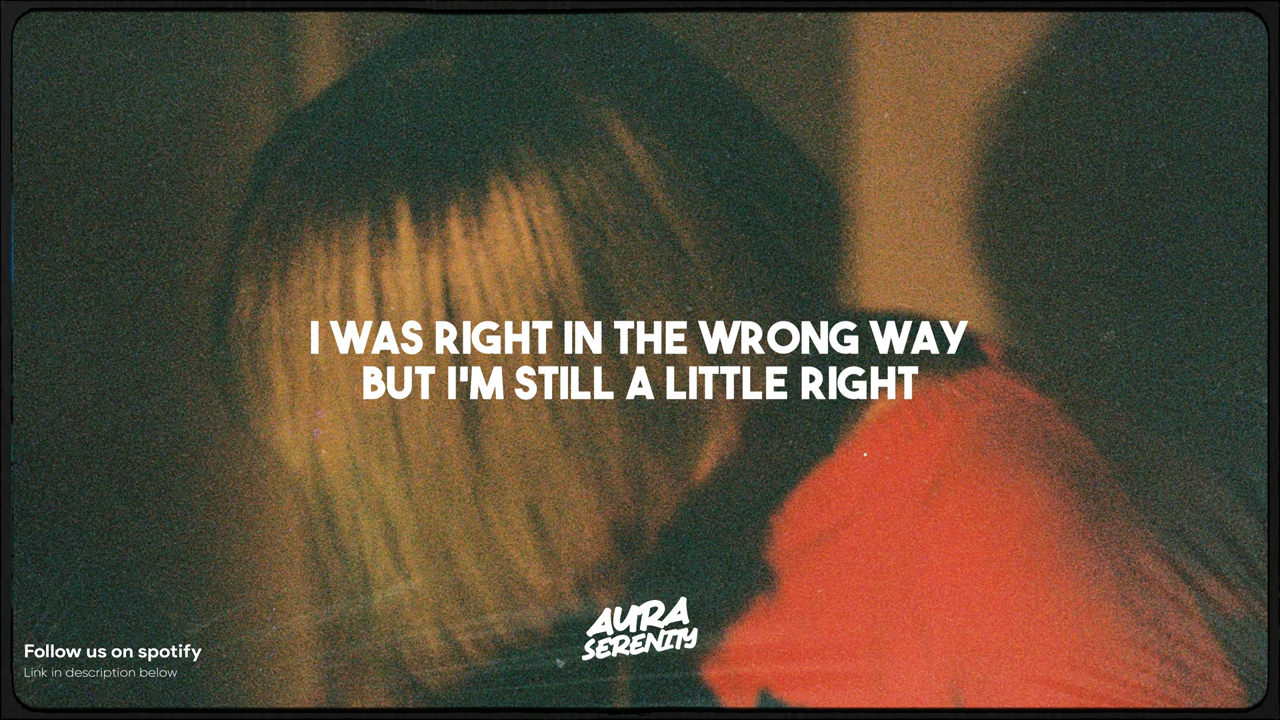 I WAS RIGHT IN THE WRONG WAY
BUT I'M STILL A LITTLE RIGHT
AURA
SERENITY
Follow us on spotify
Link in description below